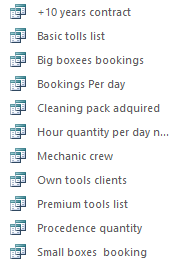 +10 years contract
Basic tolls list
Big boxees bookings
Bookings Per day
Cleaning pack adquired
Hour quantity per day n...
Mechanic crew
Own tools clients
Premium tools list
Procedence quantity
Small boxes  booking